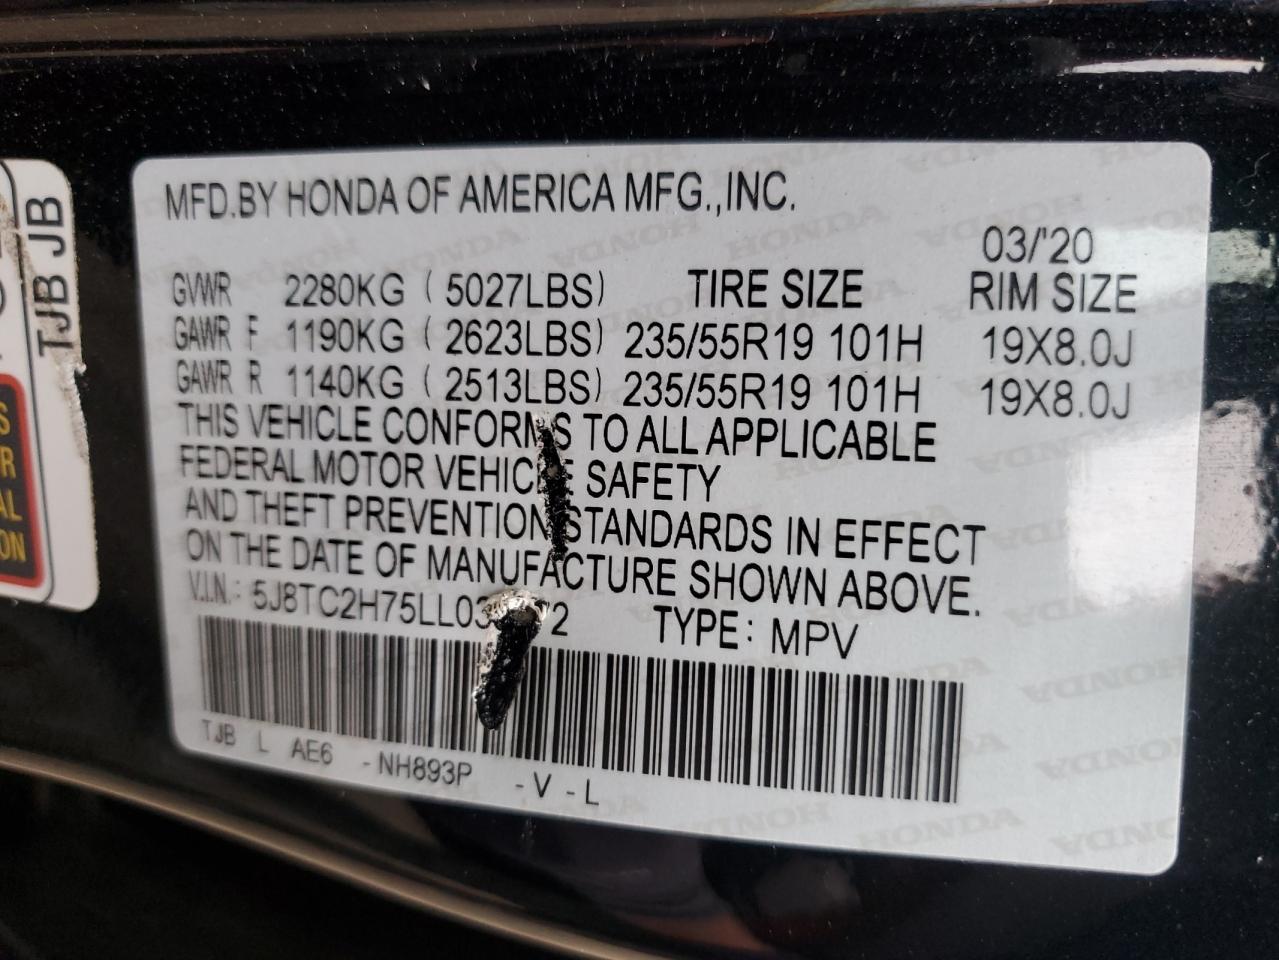 MFD.BY HONDA OF AMERICA MFG.,INC.
03/'20
GVWR 2280KG (5027LBS) TIRE SIZE RIM SIZE
GAWR F 1190KG (2623LBS) 235/55R19 101H 19X8.0J
GAWR R 1140KG (2513LBS) 235/55R19 101H 19X8.0J
THIS VEHICLE CONFORMS TO ALL APPLICABLE
FEDERAL MOTOR VEHICLE SAFETY
AND THEFT PREVENTION STANDARDS IN EFFECT
ON THE DATE OF MANUFACTURE SHOWN ABOVE.
V.I.N.: TYPE: MPV
TJB L AE6 -NH893P -V-L
TJB JB